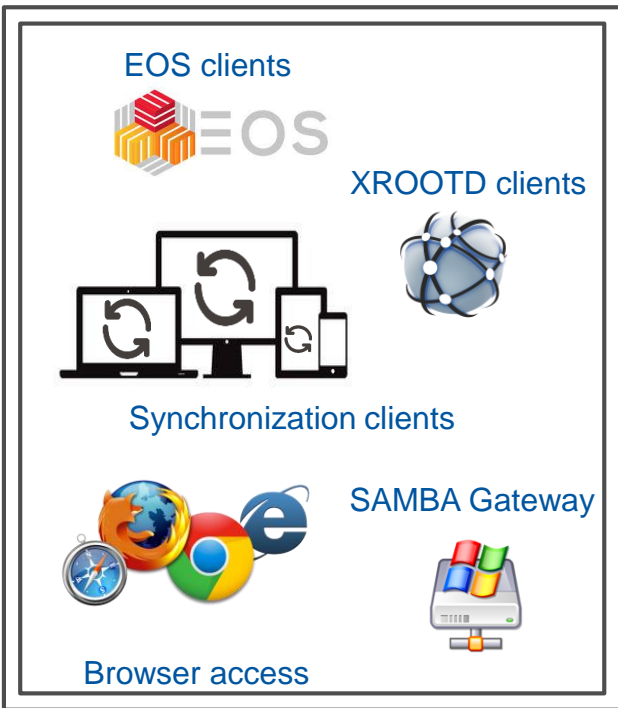 EOS clients
EOS
XROOTD clients
Synchronization clients
SAMBA Gateway
Browser access